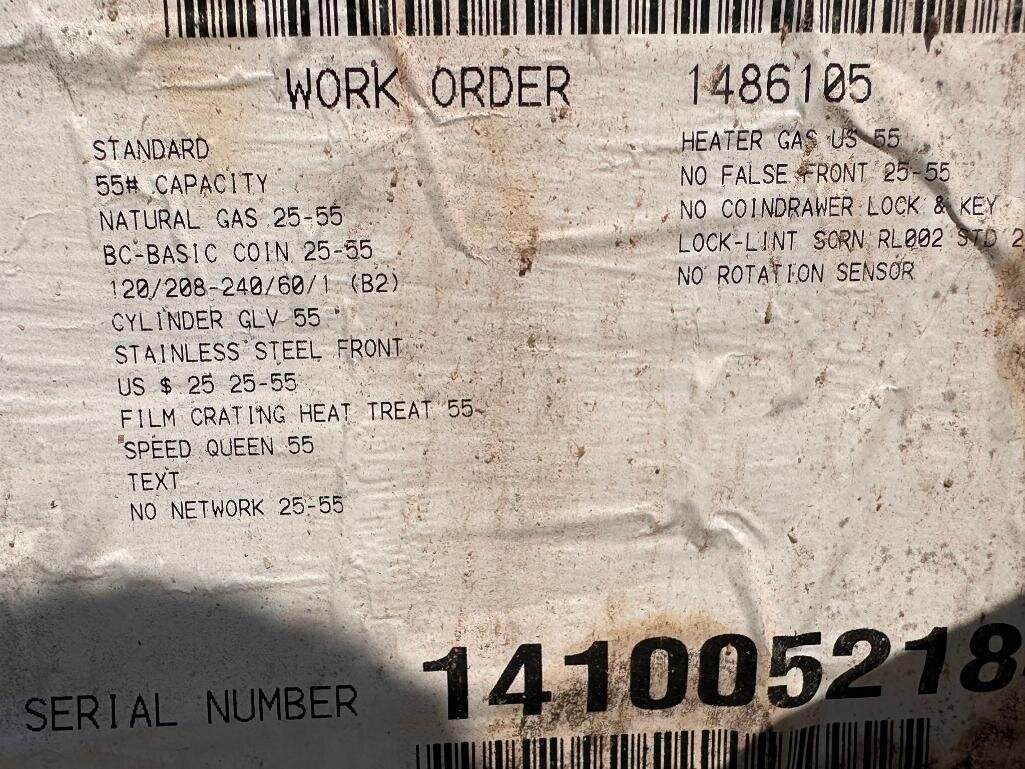 WORK ORDER 1486105
STANDARD
55# CAPACITY
NATURAL GAS 25-55
BC-BASIC COIN 25-55
120/208-240/60/1 (B2)
CYLINDER GLV 55
STAINLESS STEEL FRONT
US $ 25 25-55
FILM CRATING HEAT TREAT 55
SPEED QUEEN 55
TEXT
NO NETWORK 25-55
HEATER GAS US 55
NO FALSE FRONT 25-55
NO COINDRAWER LOCK & KEY
LOCK-LINT SCRN RL002 STD 2
NO ROTATION SENSOR
SERIAL NUMBER 141005218